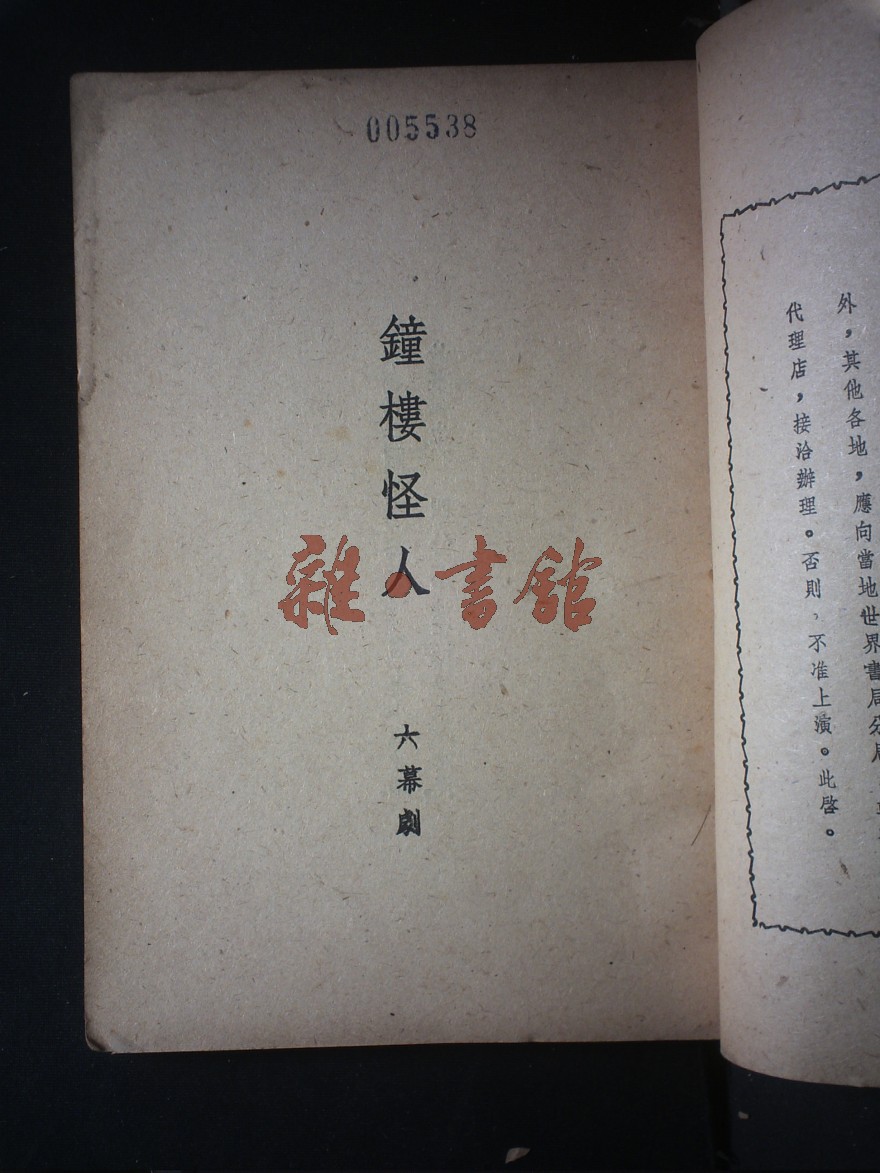 005538
鐘樓怪人
六幕劇
雜·書館
外，其他各地，應向當地世界書局分局
代理店，接洽辦理。否則，不准上演。此啓。